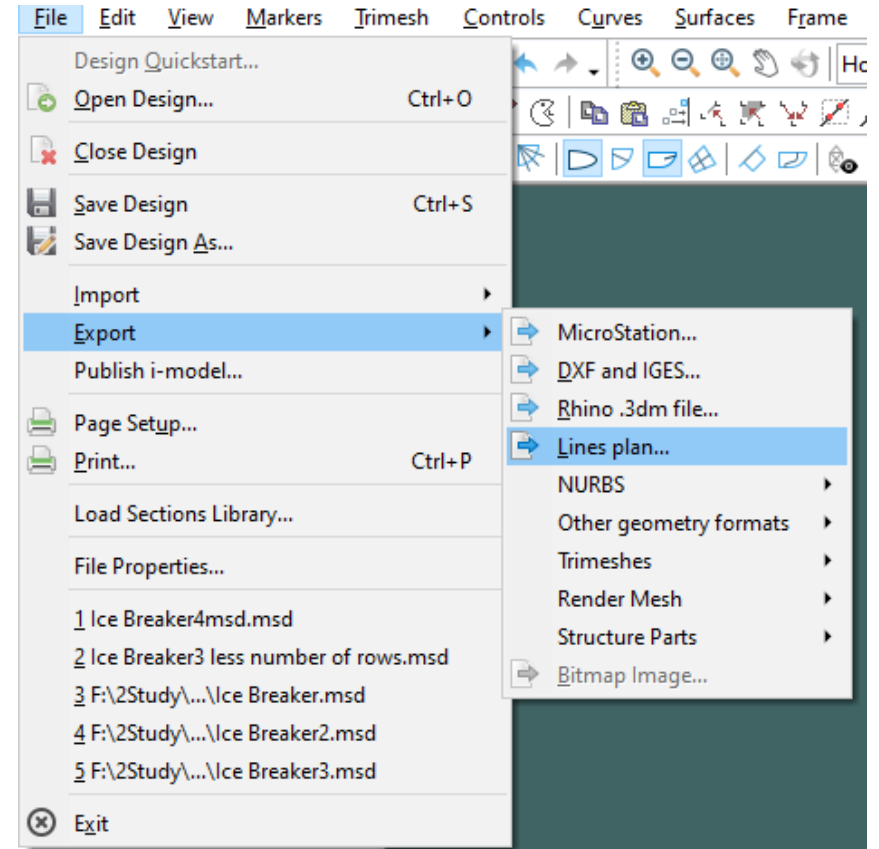 File Edit View Markers Trimesh Controls Curves Surfaces Frame
Design Quickstart...
Open Design... Ctrl+O
Close Design
Save Design Ctrl+S
Save Design As...
Import
Export
Publish i-model...
Page Setup...
Print... Ctrl+P
Load Sections Library...
File Properties...
1 Ice Breaker4msd.msd
2 Ice Breaker3 less number of rows.msd
3 F:\2Study\...\Ice Breaker.msd
4 F:\2Study\...\Ice Breaker2.msd
5 F:\2Study\...\Ice Breaker3.msd
Exit
Ho
MicroStation...
DXF and IGES...
Rhino .3dm file...
Lines plan...
NURBS
Other geometry formats
Trimeshes
Render Mesh
Structure Parts
Bitmap Image...